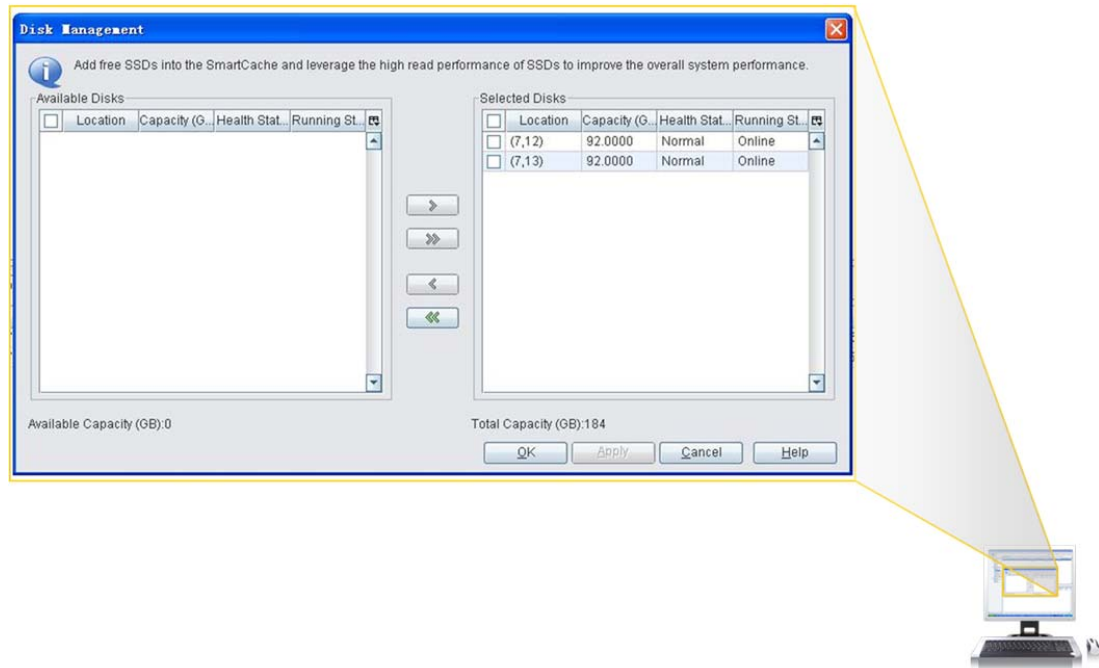 Disk Management
Add free SSDs into the SmartCache and leverage the high read performance of SSDs to improve the overall system performance.
Available Disks
Location Capacity (G... Health Stat... Running St...
Selected Disks
Location Capacity (G... Health Stat... Running St...
(7,12) 92.0000 Normal Online
(7,13) 92.0000 Normal Online
Available Capacity (GB):0
Total Capacity (GB):184
OK Apply Cancel Help